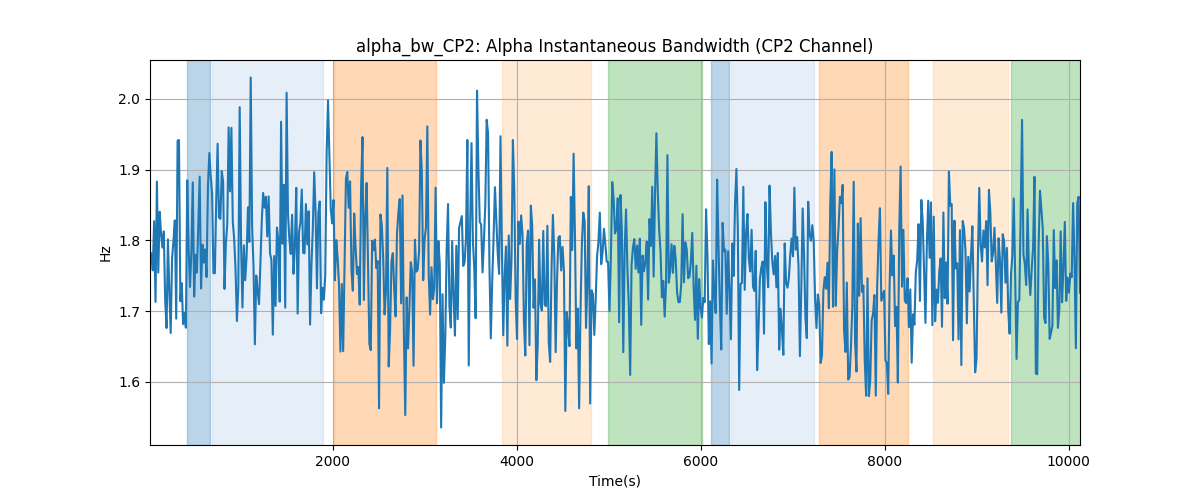 alpha_bw_CP2: Alpha Instantaneous Bandwidth (CP2 Channel)
2.0
1.9
1.8
1.7
1.6
Hz
2000 4000 6000 8000 10000
Time(s)